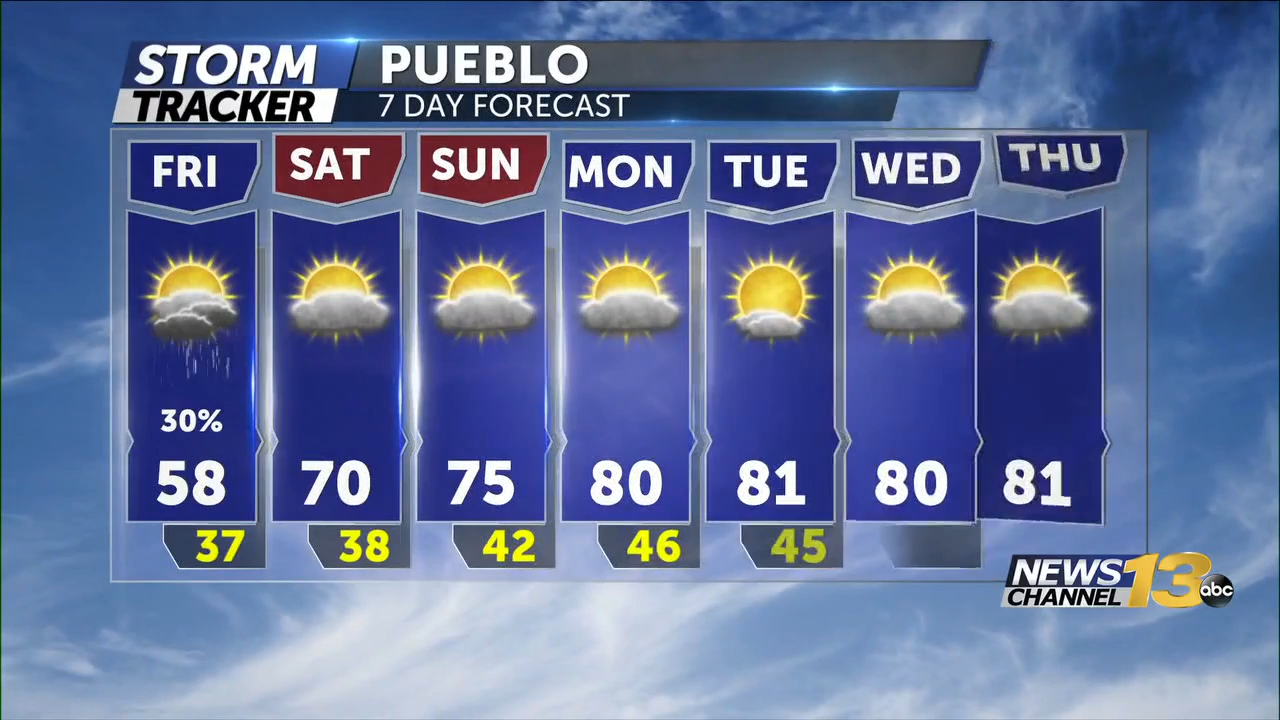 STORM
TRACKER
PUEBLO
7 DAY FORECAST
FRI SAT SUN MON TUE WED THU
30%
58 70 75 80 81 80 81
37 38 42 46 45
NEWS
CHANNEL
13
abc